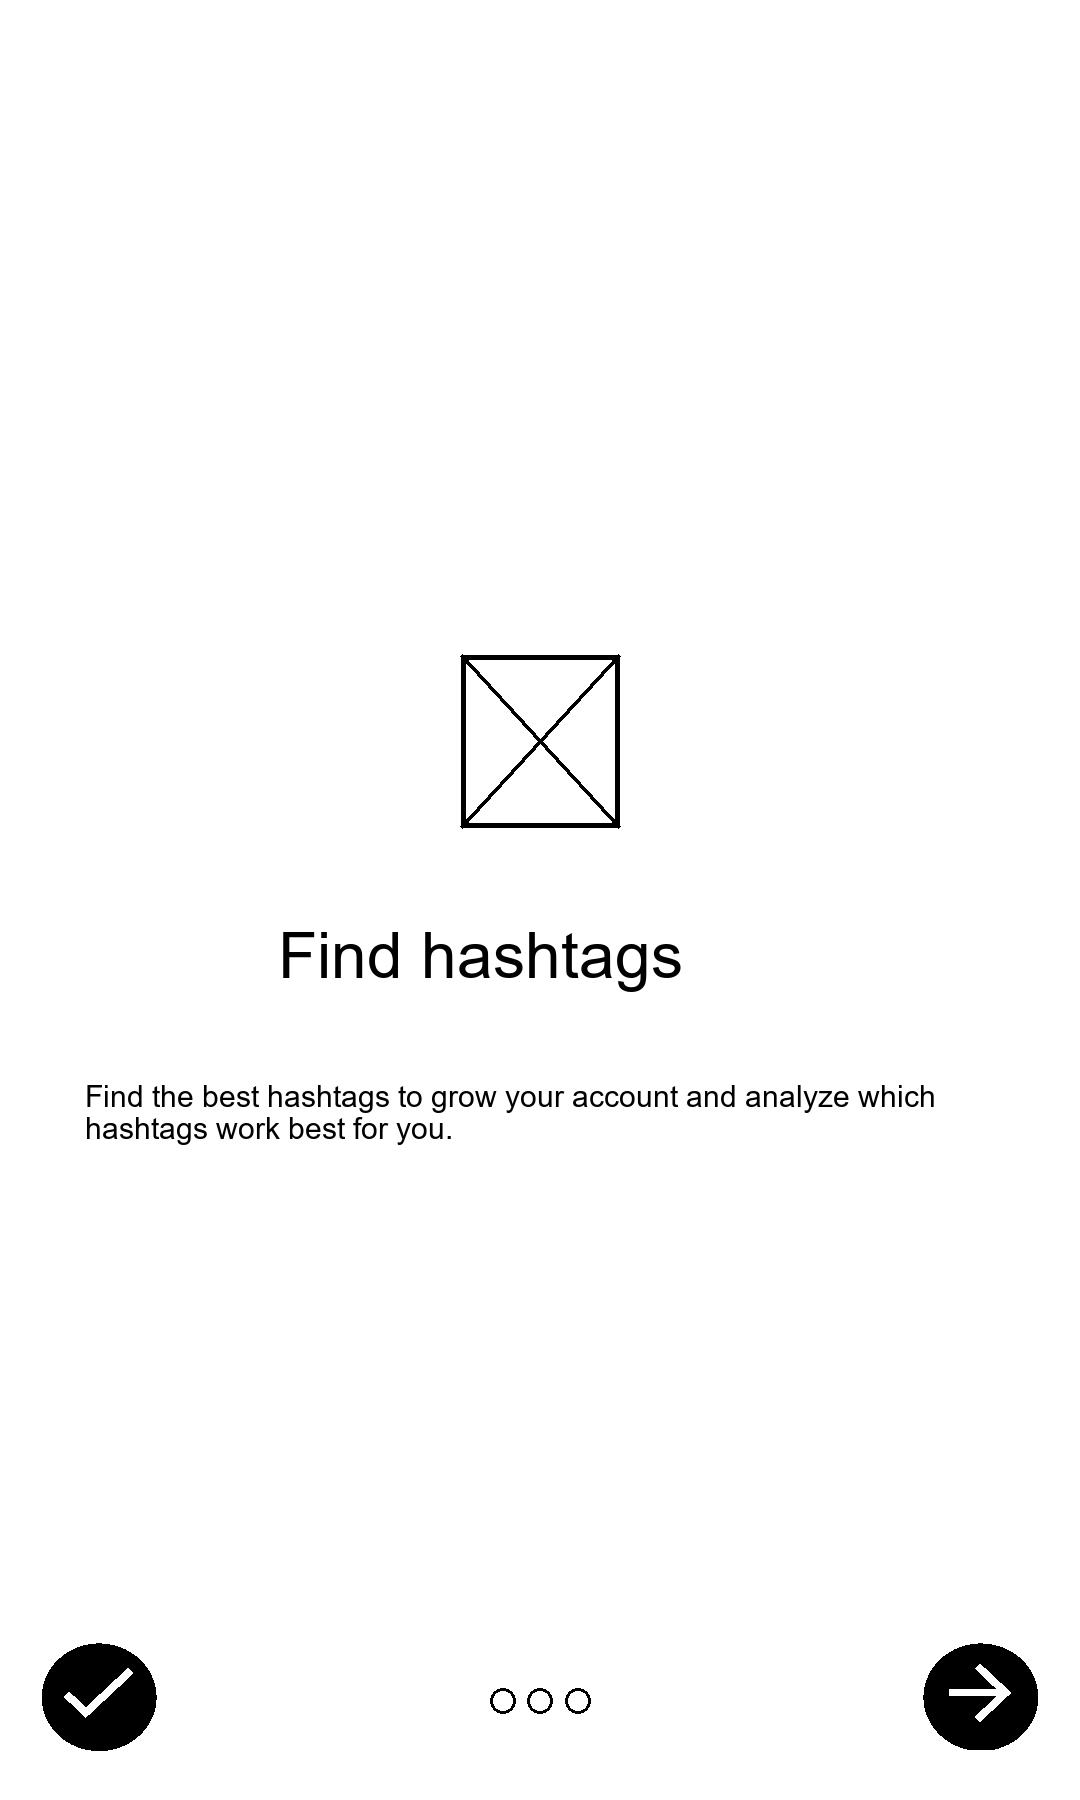 Find hashtags
Find the best hashtags to grow your account and analyze which
hashtags work best for you.